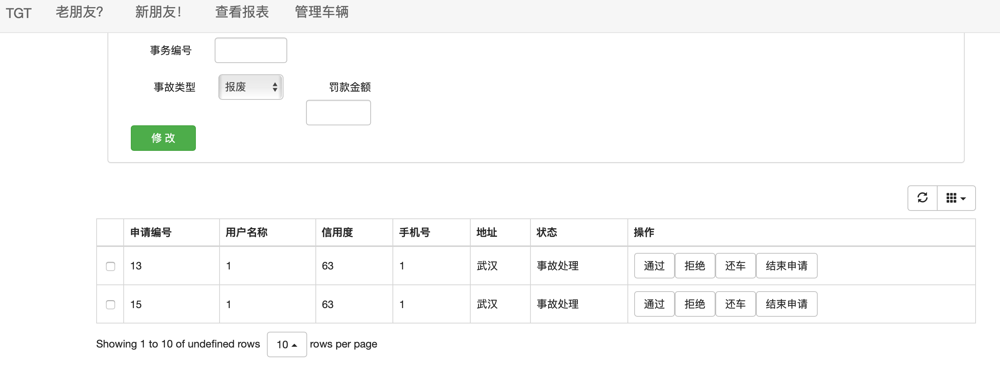 TGT 老朋友? 新朋友! 查看报表 管理车辆
事务编号
事故类型 报废 罚款金额
修 改
申请编号 用户名称 信用度 手机号 地址 状态 操作
13 1 63 1 武汉 事故处理 通过 拒绝 还车 结束申请
15 1 63 1 武汉 事故处理 通过 拒绝 还车 结束申请
Showing 1 to 10 of undefined rows 10 rows per page